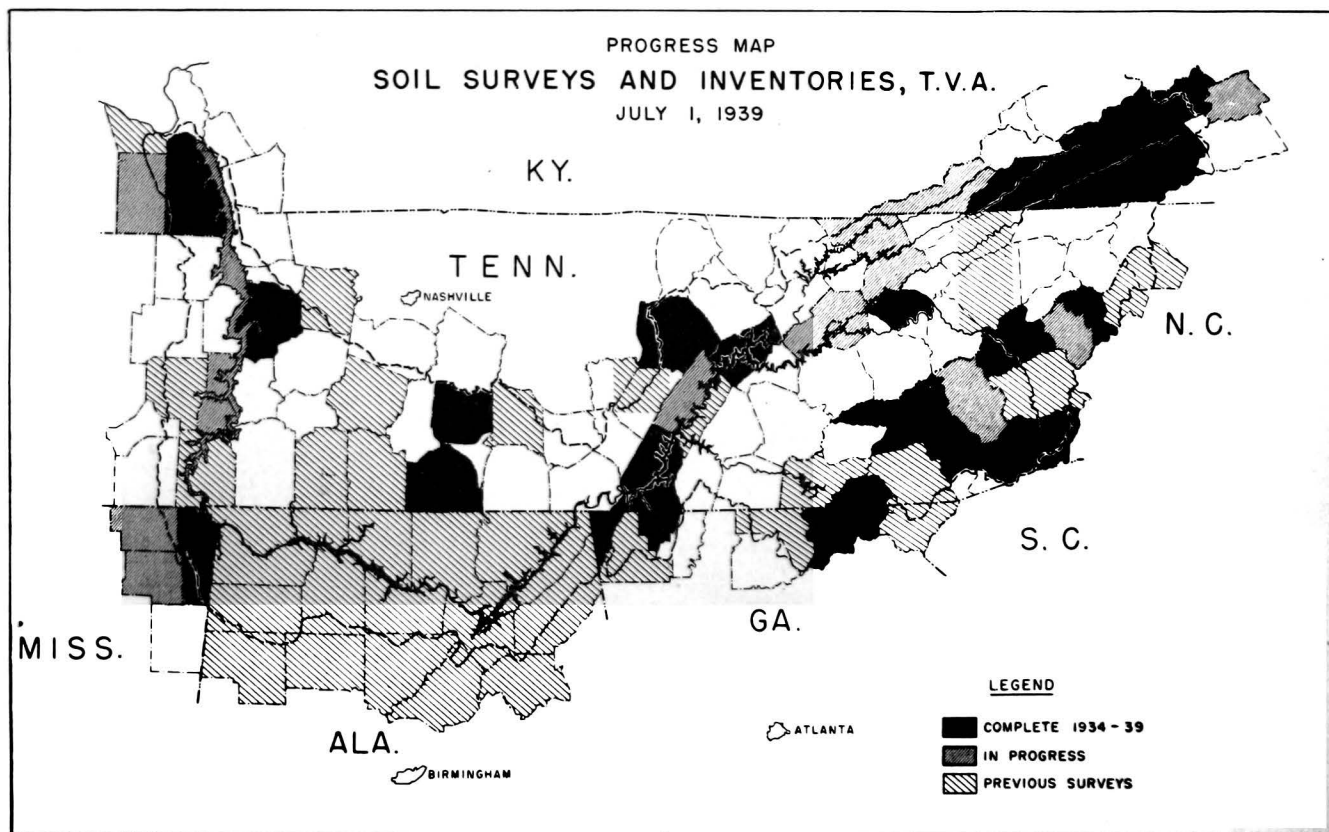 PROGRESS MAP
SOIL SURVEYS AND INVENTORIES, T.V.A.
JULY 1, 1939
KY.
TENN.
NASHVILLE
N. C.
S. C.
GA.
MISS.
ALA.
ATLANTA
BIRMINGHAM
LEGEND
COMPLETE 1934-39
IN PROGRESS
PREVIOUS SURVEYS